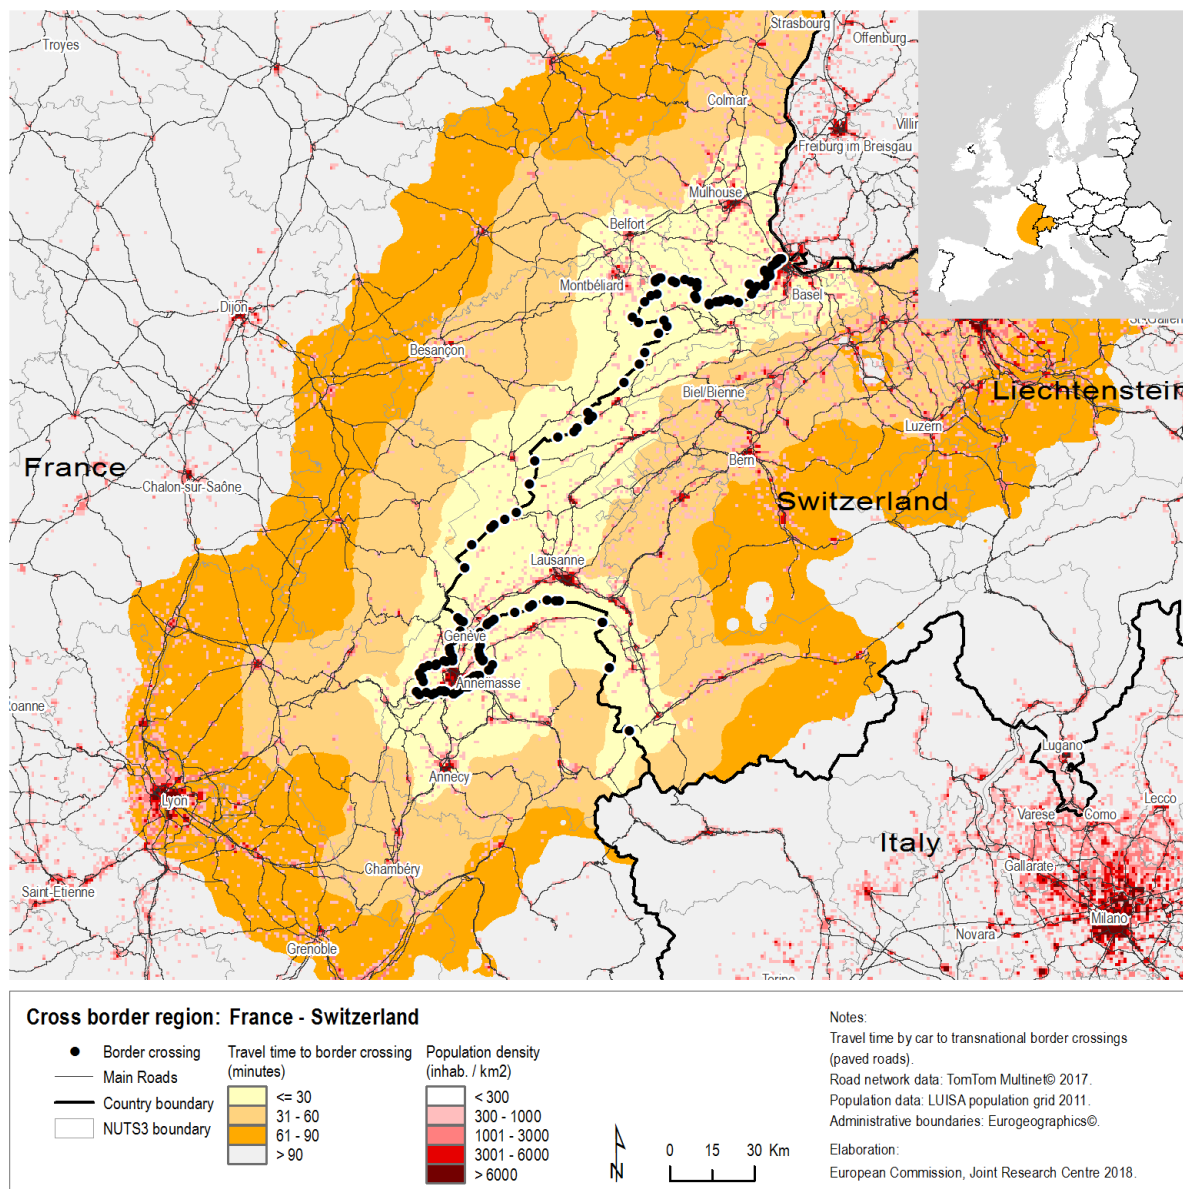 Troyes
Strasbourg
Offenburg
Colmar
Villin
Freiburg im Breisgau
Mulhouse
Belfort
Montbéliard
Basel
Dijon
Besançon
Biel/Bienne
Liechtenstein
Luzern
Bern
France
Chalon-sur-Saône
Switzerland
Lausanne
Genève
Annemasse
Roanne
Lugano
Annecy
Lyon
Lecco
Varese
Como
Italy
Chambéry
Gallarate
Saint-Etienne
Milano
Novara
Grenoble
Torino
Cross border region: France - Switzerland
Border crossing
Main Roads
Country boundary
NUTS3 boundary
Travel time to border crossing
(minutes)
<= 30
31 - 60
61 - 90
> 90
Population density
(inhab. / km2)
< 300
300 - 1000
1001 - 3000
3001 - 6000
> 6000
N
0 15 30 Km
Notes:
Travel time by car to transnational border crossings
(paved roads).
Road network data: TomTom Multinet© 2017.
Population data: LUISA population grid 2011.
Administrative boundaries: Eurogeographics©.
Elaboration:
European Commission, Joint Research Centre 2018.